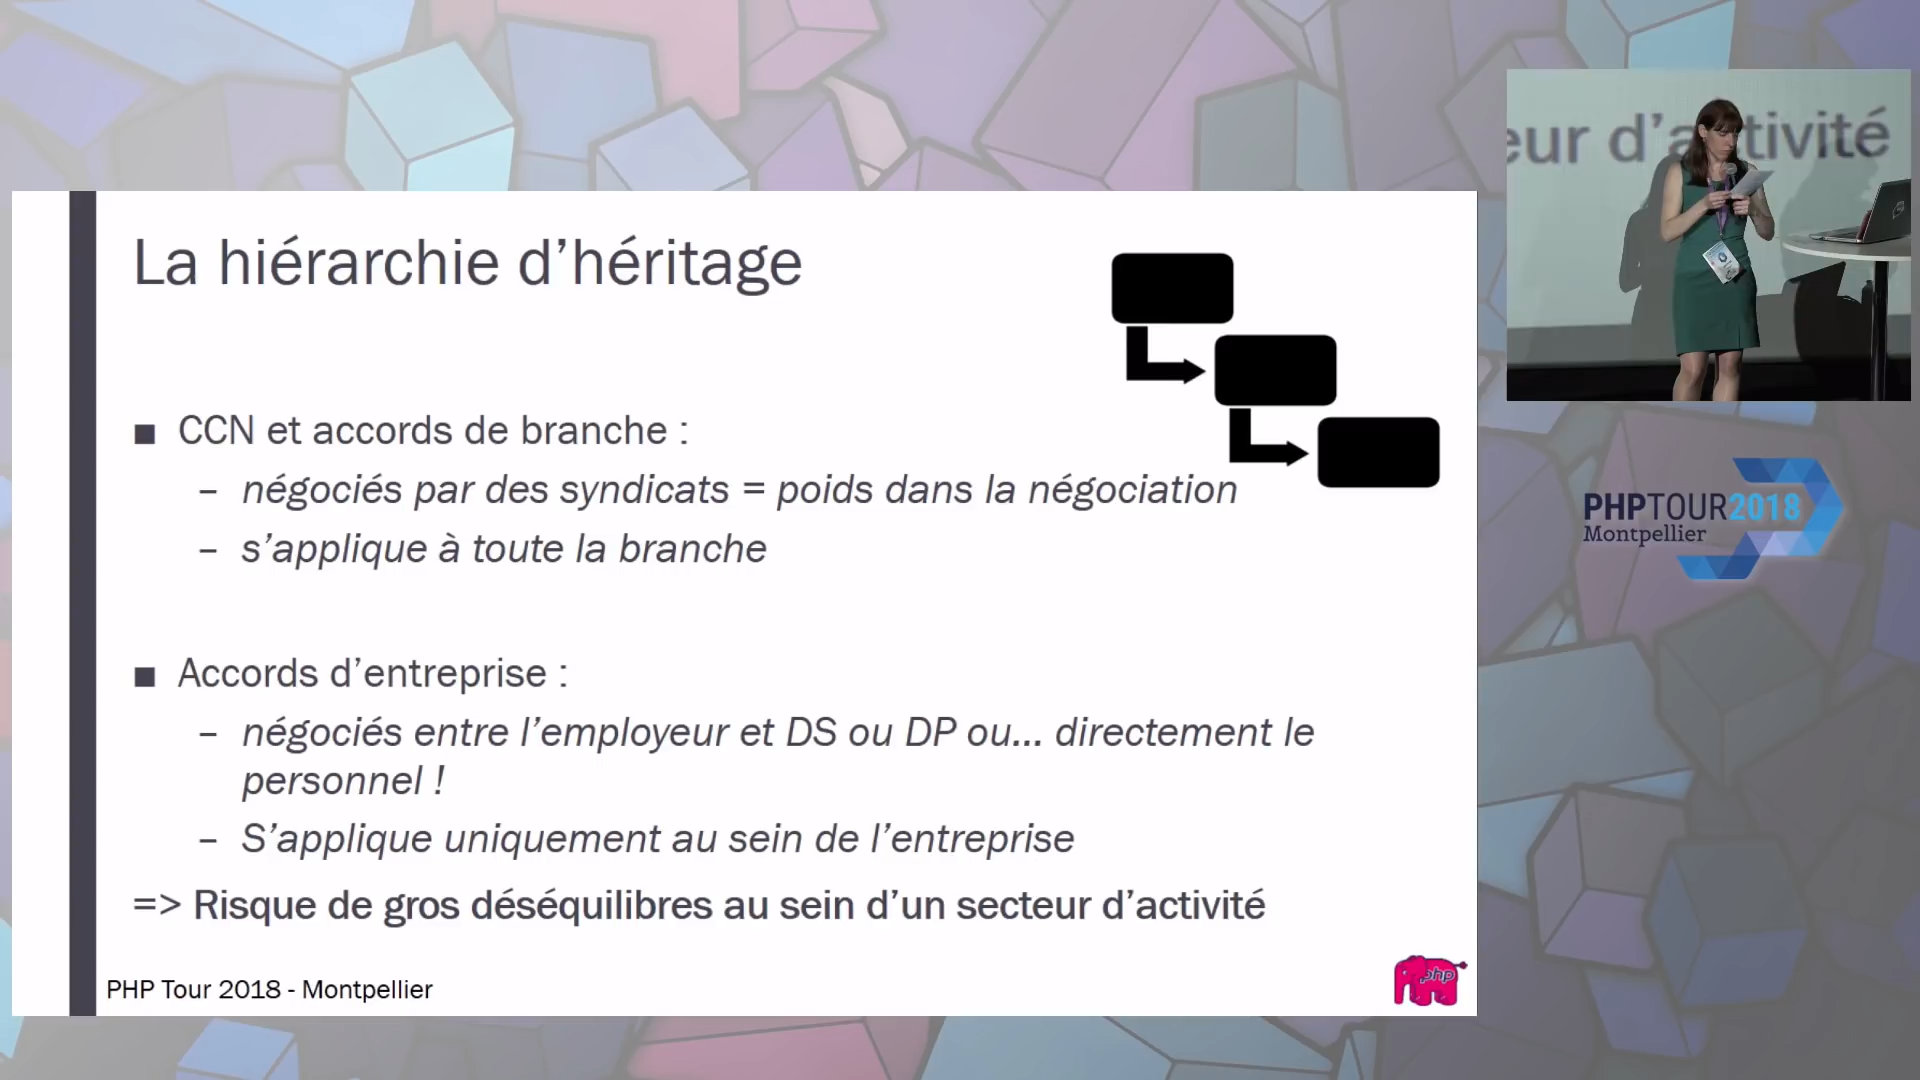 La hiérarchie d'héritage
■ CCN et accords de branche :
– négociés par des syndicats = poids dans la négociation
– s'applique à toute la branche
■ Accords d'entreprise :
– négociés entre l'employeur et DS ou DP ou... directement le
personnel !
– S'applique uniquement au sein de l'entreprise
=> Risque de gros déséquilibres au sein d'un secteur d'activité
PHP Tour 2018 - Montpellier
php
eur d'activité
PHPTOUR2018
Montpellier